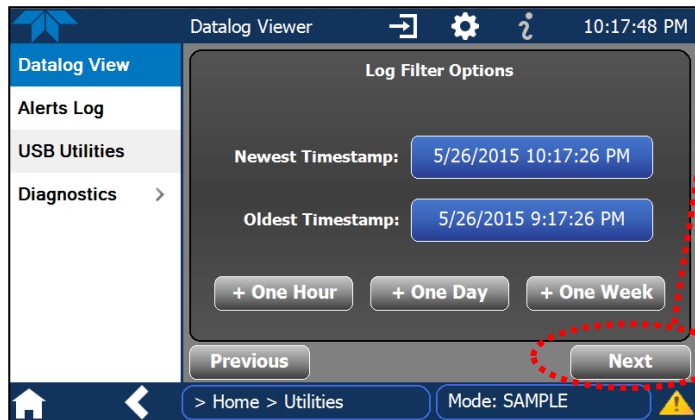 Datalog Viewer 10:17:48 PM
Datalog View
Alerts Log
USB Utilities
Diagnostics >
Log Filter Options
Newest Timestamp: 5/26/2015 10:17:26 PM
Oldest Timestamp: 5/26/2015 9:17:26 PM
+ One Hour + One Day + One Week
Previous Next
> Home > Utilities Mode: SAMPLE